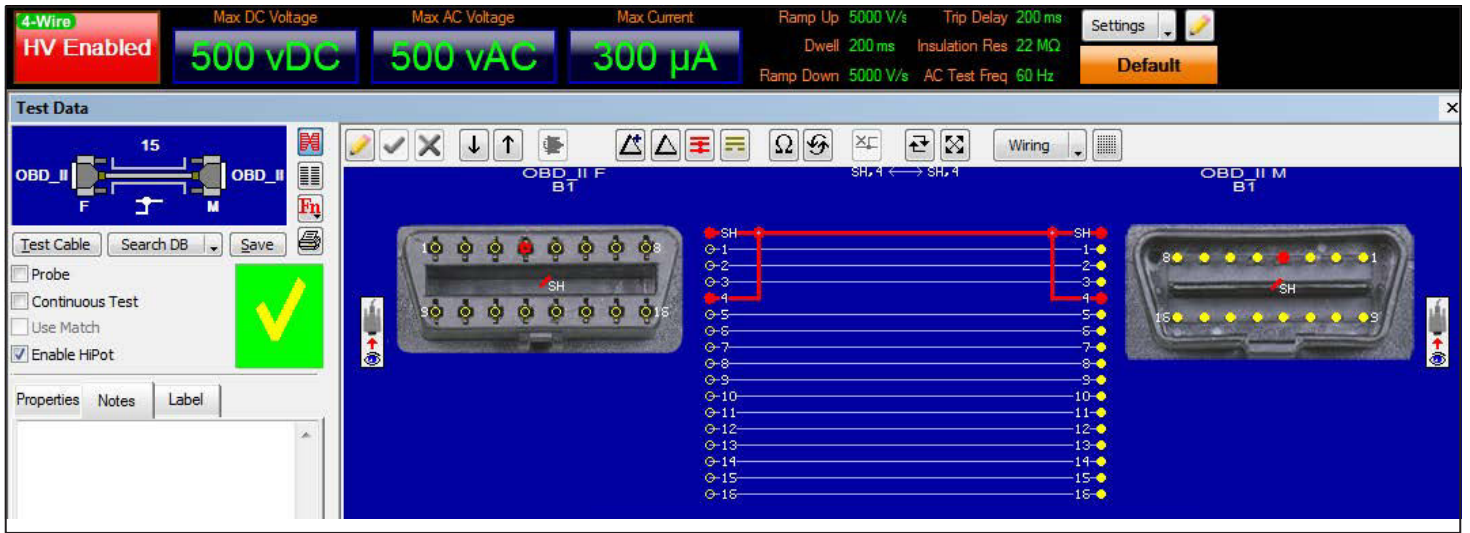 4-Wire
HV Enabled
Max DC Voltage
500 vDC
Max AC Voltage
500 vAC
Max Current
300 µA
Ramp Up 5000 V/s
Dwell 200 ms
Ramp Down 5000 V/s
Trip Delay 200 ms
Insulation Res 22 MΩ
AC Test Freq 60 Hz
Settings
Default
Test Data
x
15
OBD_II
OBD_II
F
M
Fn
Test Cable
Search DB
Save
Probe
Continuous Test
Use Match
Enable HiPot
Properties
Notes
Label
Ω
Wiring
OBD_II F
B1
SH,4 <--> SH,4
OBD_II M
B1
1
8
SH
9
16
SH SH
1 1
2 2
3 3
4 4
5 5
6 6
7 7
8 8
9 9
10 10
11 11
12 12
13 13
14 14
15 15
16 16
8
1
SH
16
9